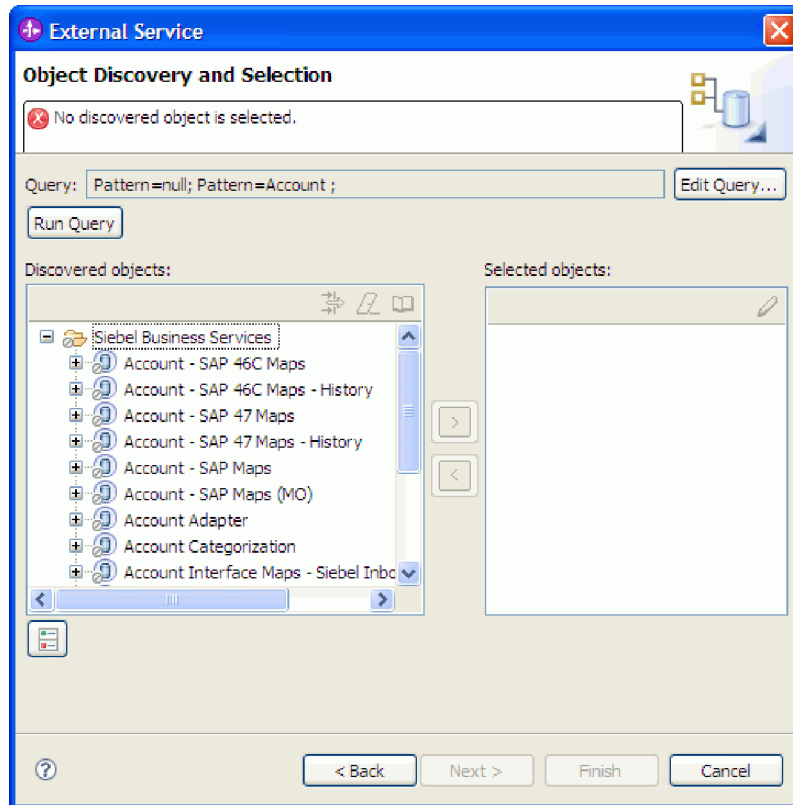 External Service
Object Discovery and Selection
No discovered object is selected.
Query: Pattern=null; Pattern=Account ; Edit Query...
Run Query
Discovered objects: Selected objects:
Siebel Business Services
Account - SAP 46C Maps
Account - SAP 46C Maps - History
Account - SAP 47 Maps
Account - SAP 47 Maps - History
Account - SAP Maps
Account - SAP Maps (MO)
Account Adapter
Account Categorization
Account Interface Maps - Siebel Inbo
>
<
< Back Next > Finish Cancel